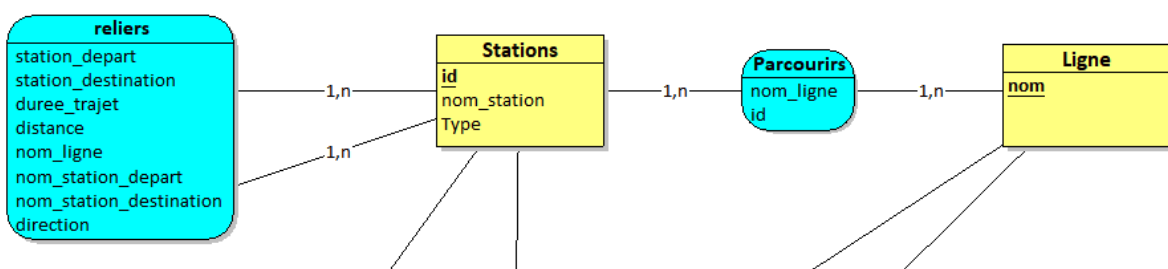 reliers
station_depart
station_destination
duree_trajet
distance
nom_ligne
nom_station_depart
nom_station_destination
direction
1,n
1,n
Stations
id
nom_station
Type
1,n
Parcourirs
nom_ligne
id
1,n
Ligne
nom